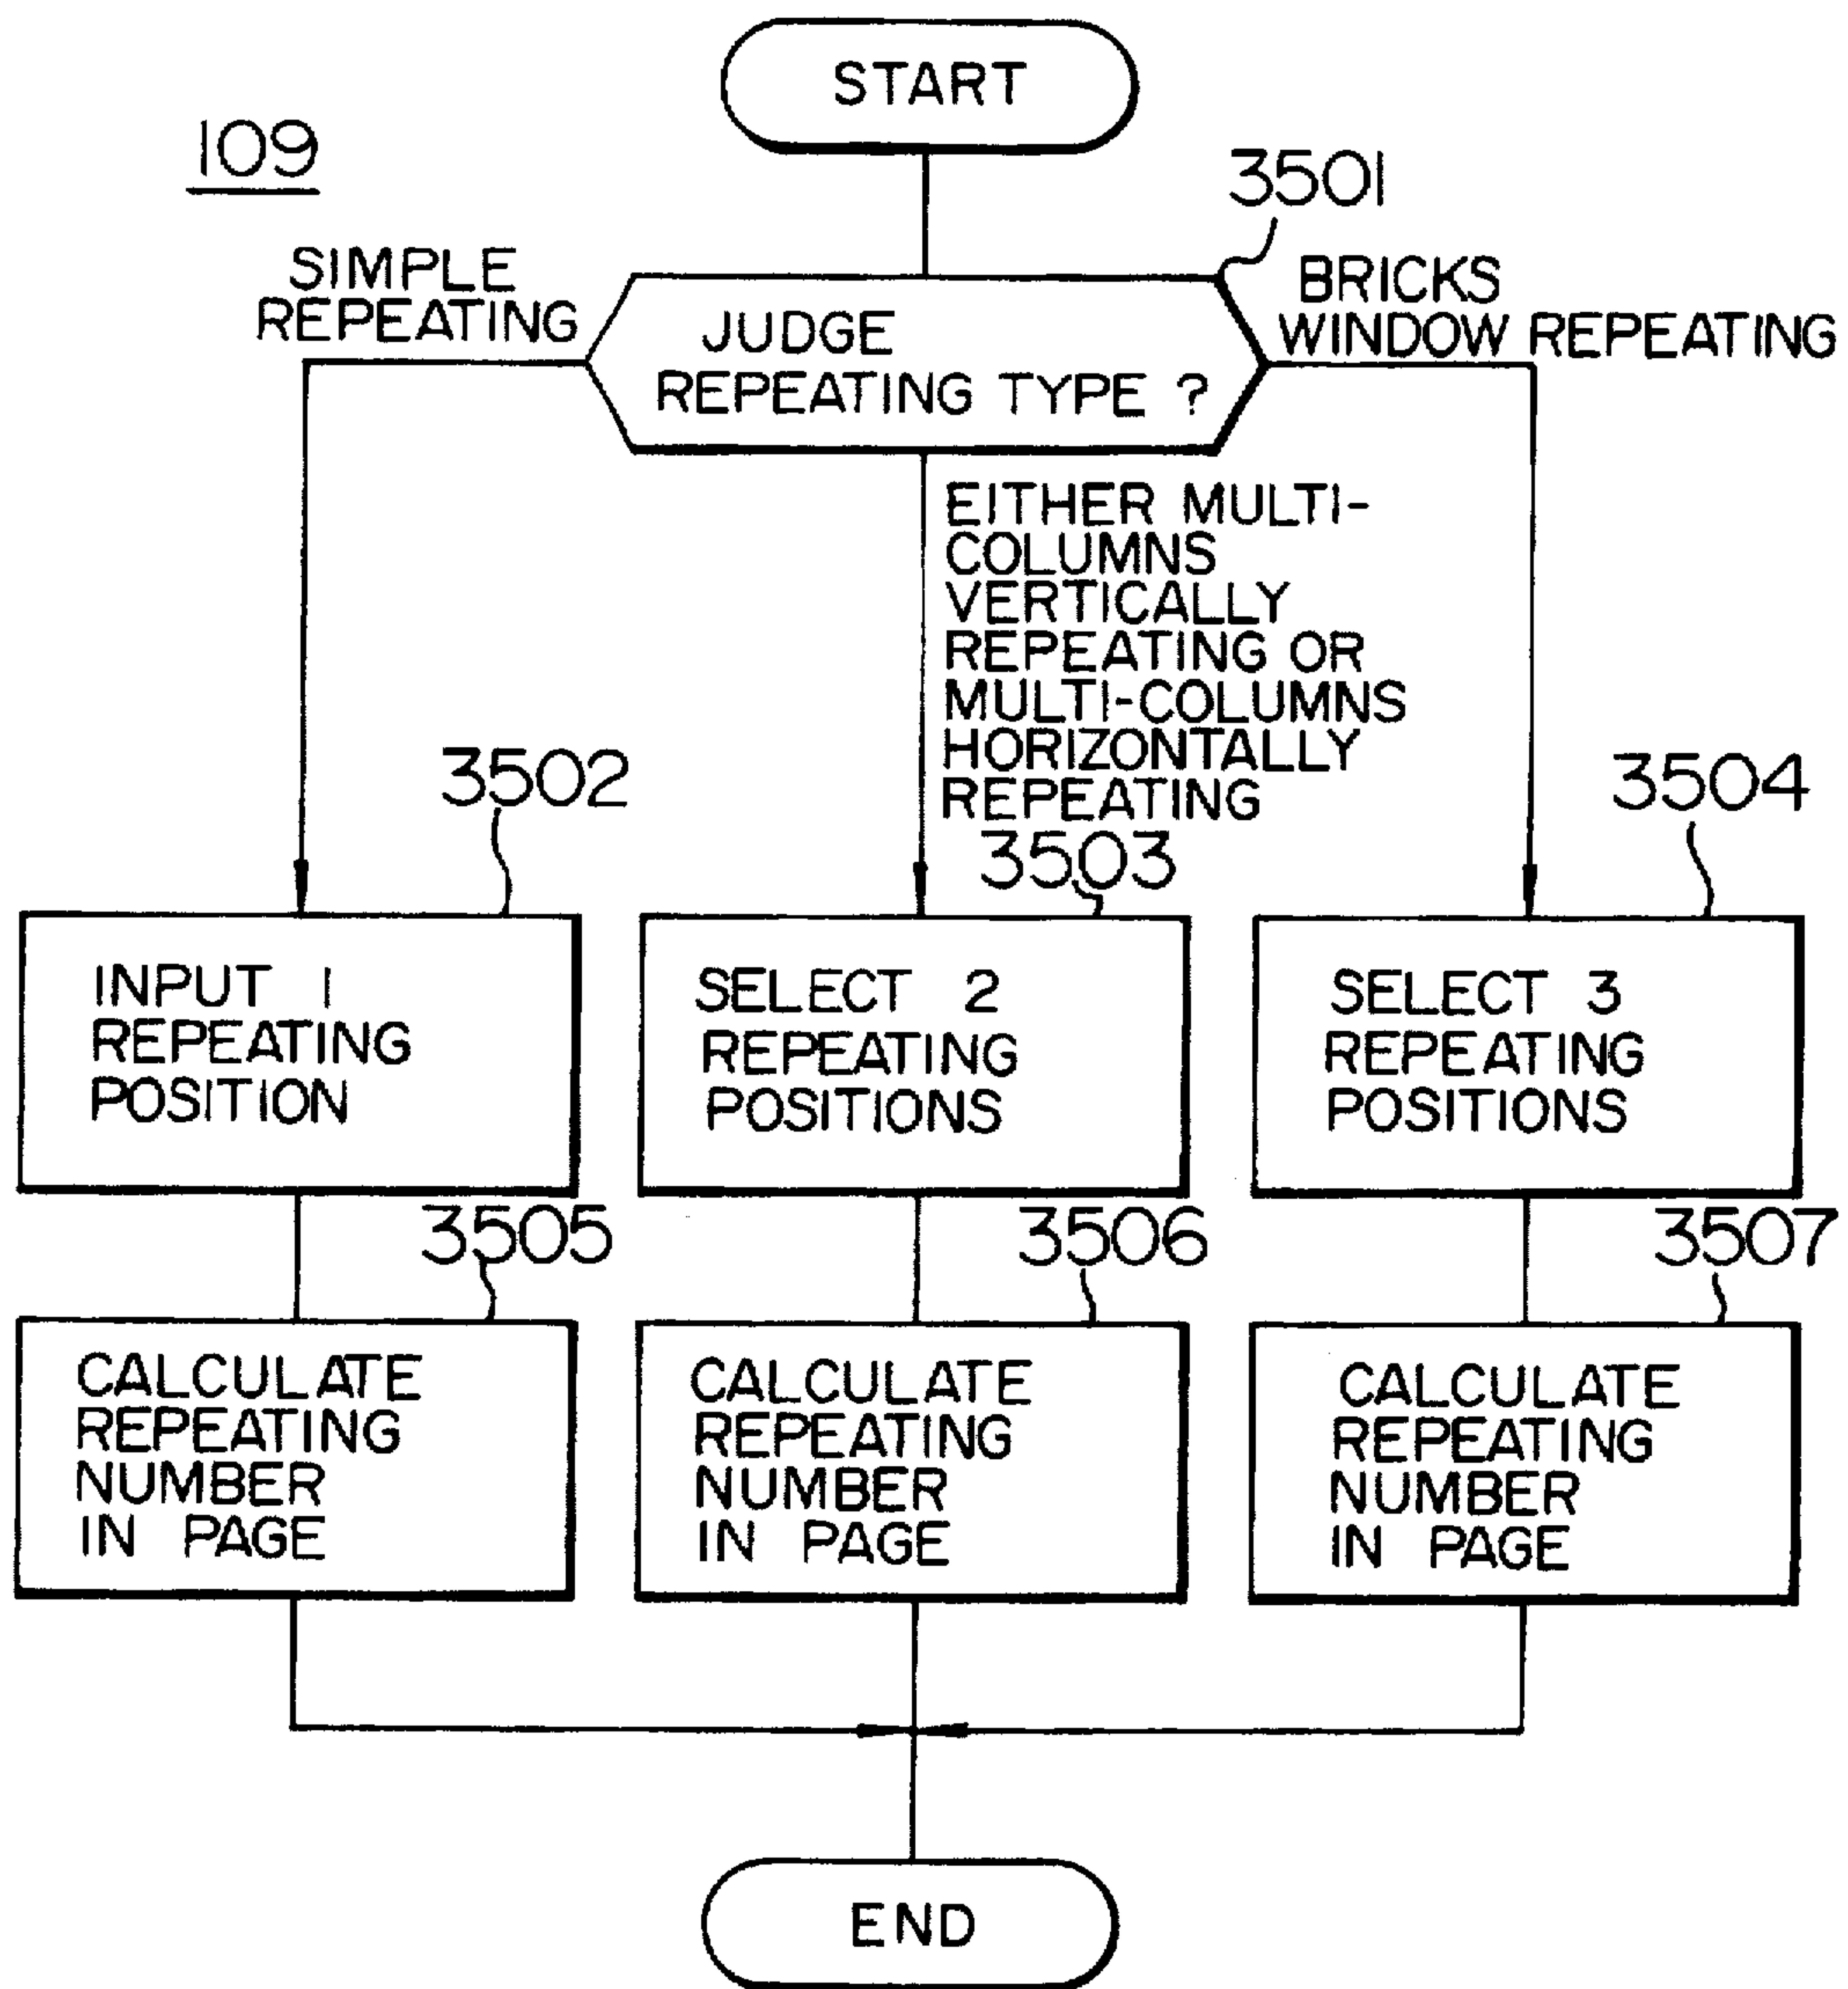 START
109
3501
SIMPLE
REPEATING
JUDGE
REPEATING TYPE ?
BRICKS
WINDOW REPEATING
EITHER MULTI-
COLUMNS
VERTICALLY
REPEATING OR
MULTI-COLUMNS
HORIZONTALLY
REPEATING
3502
3503
3504
INPUT 1
REPEATING
POSITION
SELECT 2
REPEATING
POSITIONS
SELECT 3
REPEATING
POSITIONS
3505
3506
3507
CALCULATE
REPEATING
NUMBER
IN PAGE
CALCULATE
REPEATING
NUMBER
IN PAGE
CALCULATE
REPEATING
NUMBER
IN PAGE
END